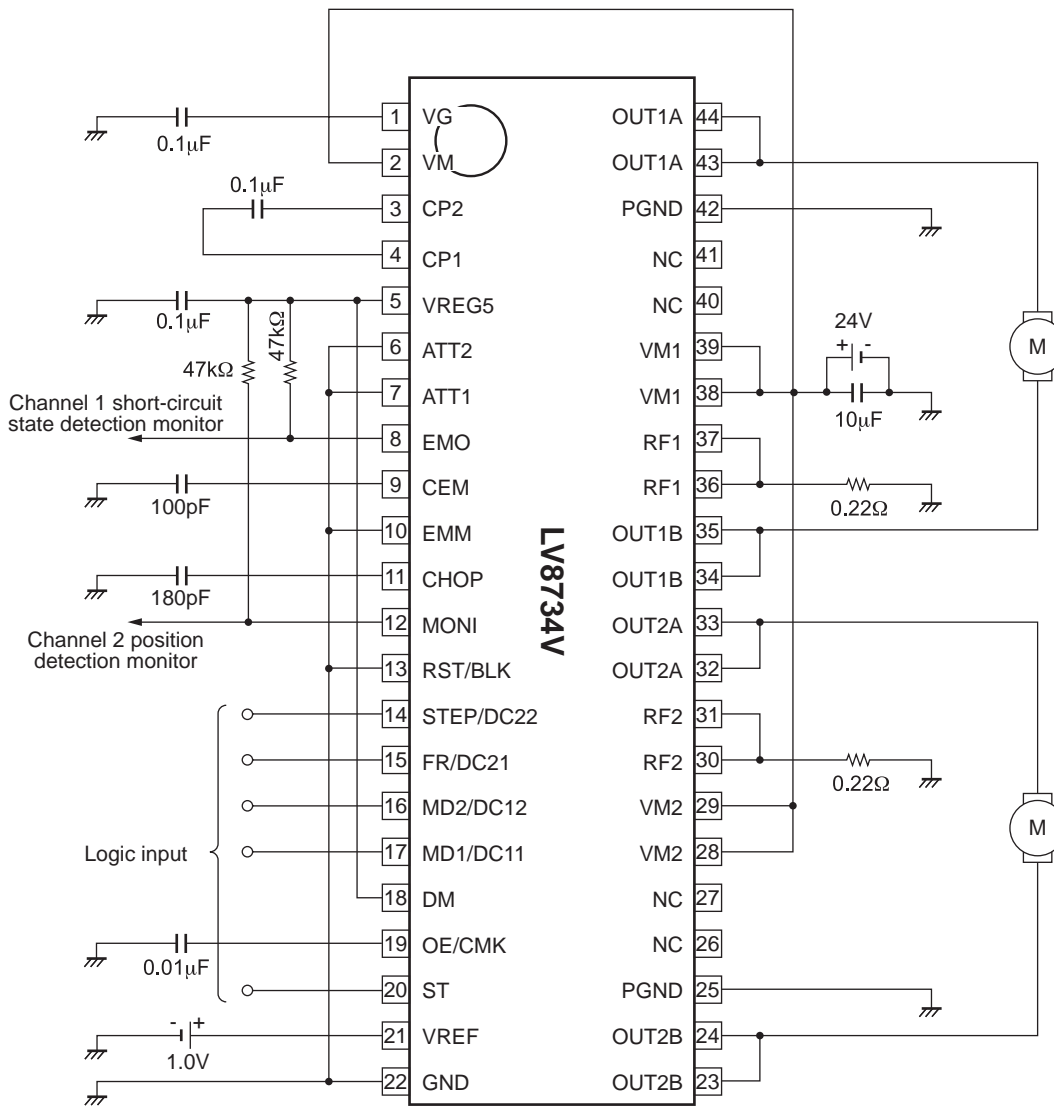 0.1µF
0.1µF
0.1µF
47kΩ
47kΩ
Channel 1 short-circuit
state detection monitor
100pF
180pF
Channel 2 position
detection monitor
Logic input
0.01µF
- +
1.0V
1 VG
2 VM
3 CP2
4 CP1
5 VREG5
6 ATT2
7 ATT1
8 EMO
9 CEM
10 EMM
11 CHOP
12 MONI
13 RST/BLK
14 STEP/DC22
15 FR/DC21
16 MD2/DC12
17 MD1/DC11
18 DM
19 OE/CMK
20 ST
21 VREF
22 GND
LV8734V
OUT1A 44
OUT1A 43
PGND 42
NC 41
NC 40
VM1 39
VM1 38
RF1 37
RF1 36
OUT1B 35
OUT1B 34
OUT2A 33
OUT2A 32
RF2 31
RF2 30
VM2 29
VM2 28
NC 27
NC 26
PGND 25
OUT2B 24
OUT2B 23
24V
+ -
10µF
0.22Ω
0.22Ω
M
M